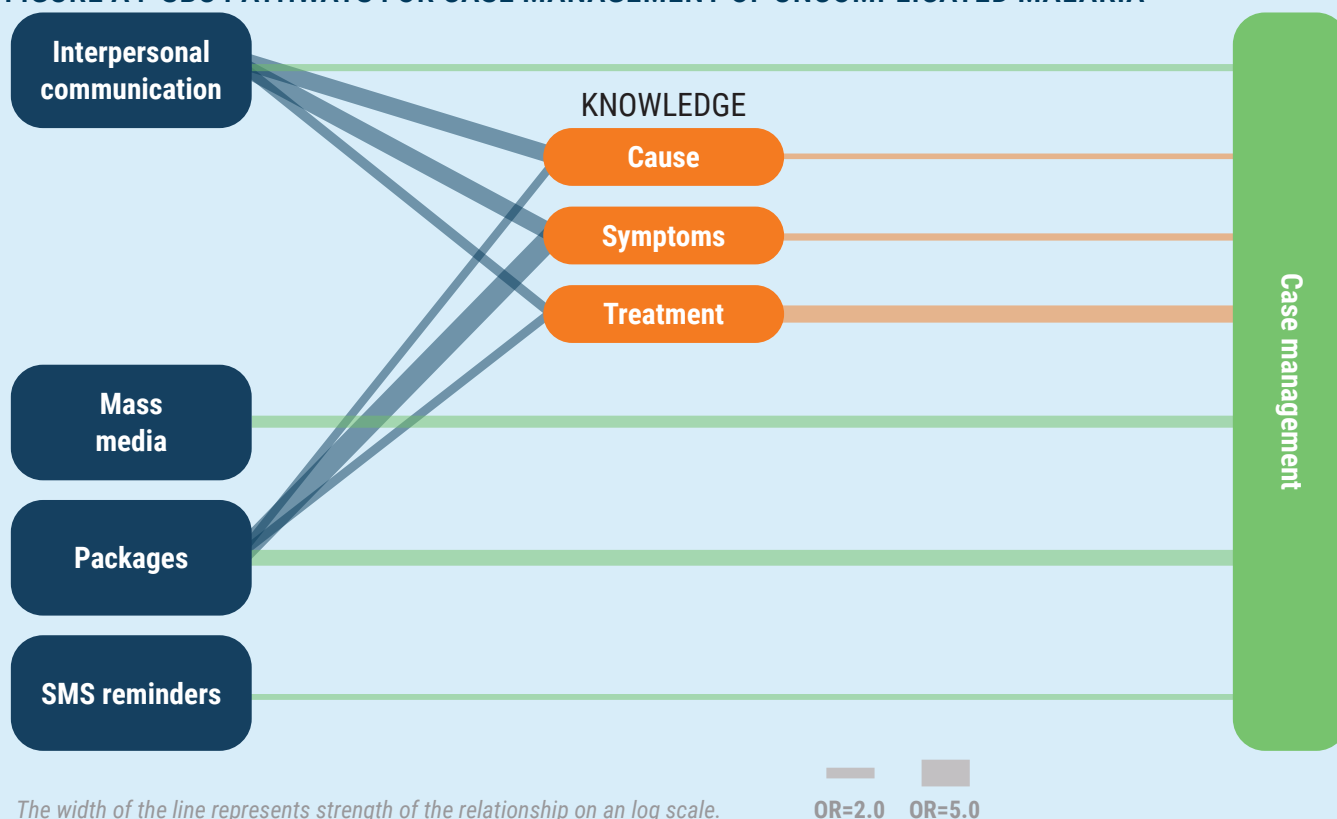 Interpersonal
communication
KNOWLEDGE
Cause
Symptoms
Treatment
Mass
media
Packages
SMS reminders
Case management
The width of the line represents strength of the relationship on an log scale.
OR=2.0 OR=5.0